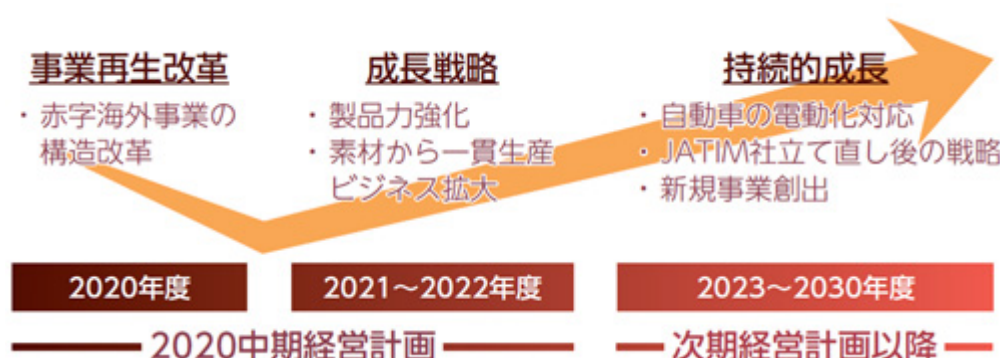 事業再生改革
・赤字海外事業の
構造改革
成長戦略
・製品力強化
・素材から一貫生産
ビジネス拡大
持続的成長
・自動車の電動化対応
・JATIM社立て直し後の戦略
・新規事業創出
2020年度
2021～2022年度
2023～2030年度
2020中期経営計画
次期経営計画以降